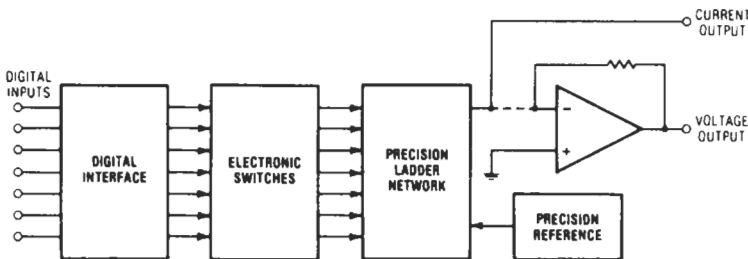 CURRENT
OUTPUT
DIGITAL
INPUTS
DIGITAL
INTERFACE
ELECTRONIC
SWITCHES
PRECISION
LADDER
NETWORK
−
+
VOLTAGE
OUTPUT
PRECISION
REFERENCE